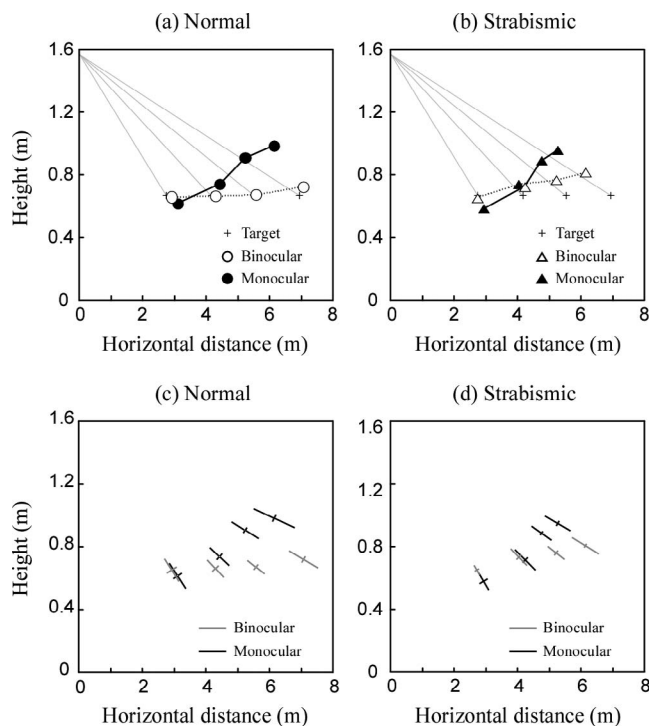 (a) Normal
(b) Strabismic
Height (m)
1.6
1.2
0.8
0.4
0
+ Target
Binocular
Monocular
0 2 4 6 8
Horizontal distance (m)
1.6
1.2
0.8
0.4
0
+ Target
Binocular
Monocular
0 2 4 6 8
Horizontal distance (m)
(c) Normal
(d) Strabismic
Height (m)
1.6
1.2
0.8
0.4
0
Binocular
Monocular
0 2 4 6 8
Horizontal distance (m)
1.6
1.2
0.8
0.4
0
Binocular
Monocular
0 2 4 6 8
Horizontal distance (m)